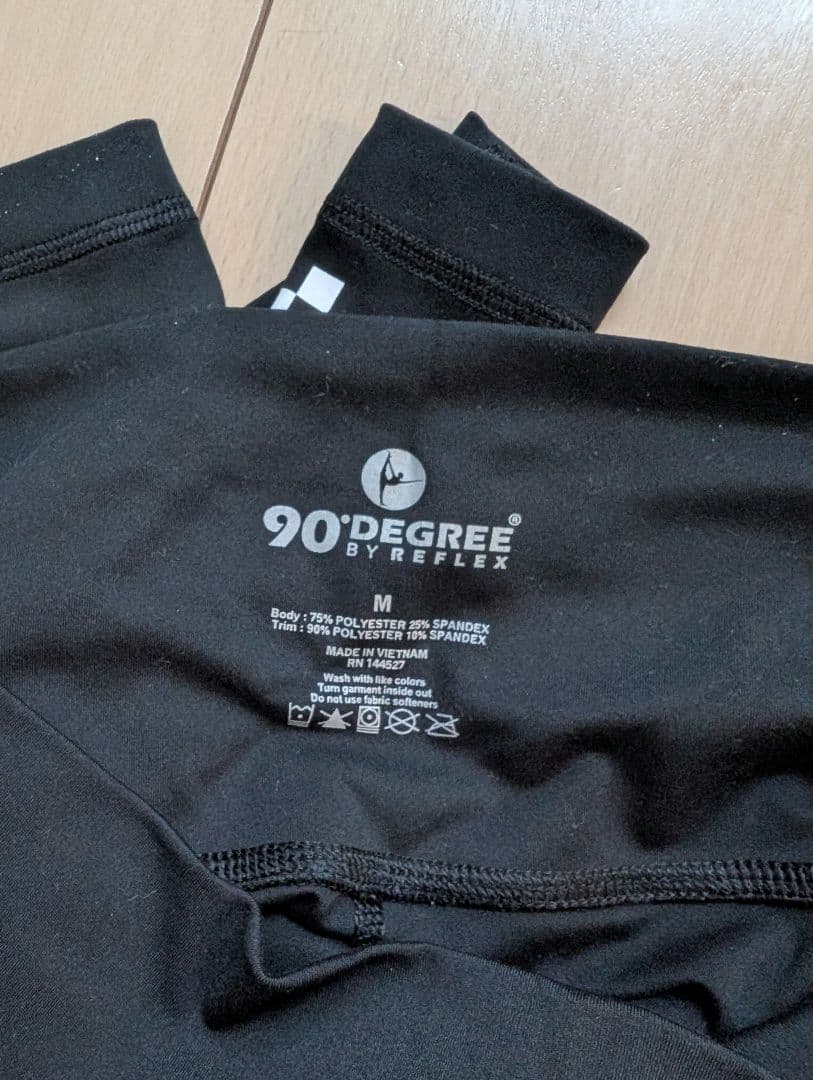 90° DEGREE®
BY REFLEX
M
Body : 75% POLYESTER 25% SPANDEX
Trim : 90% POLYESTER 10% SPANDEX
MADE IN VIETNAM
RN 144527
Wash with like colors
Turn garment inside out
Do not use fabric softeners